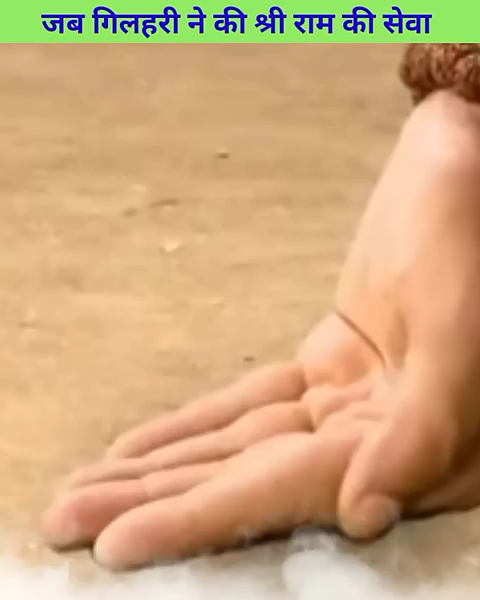 जब गिलहरी ने की श्री राम की सेवा